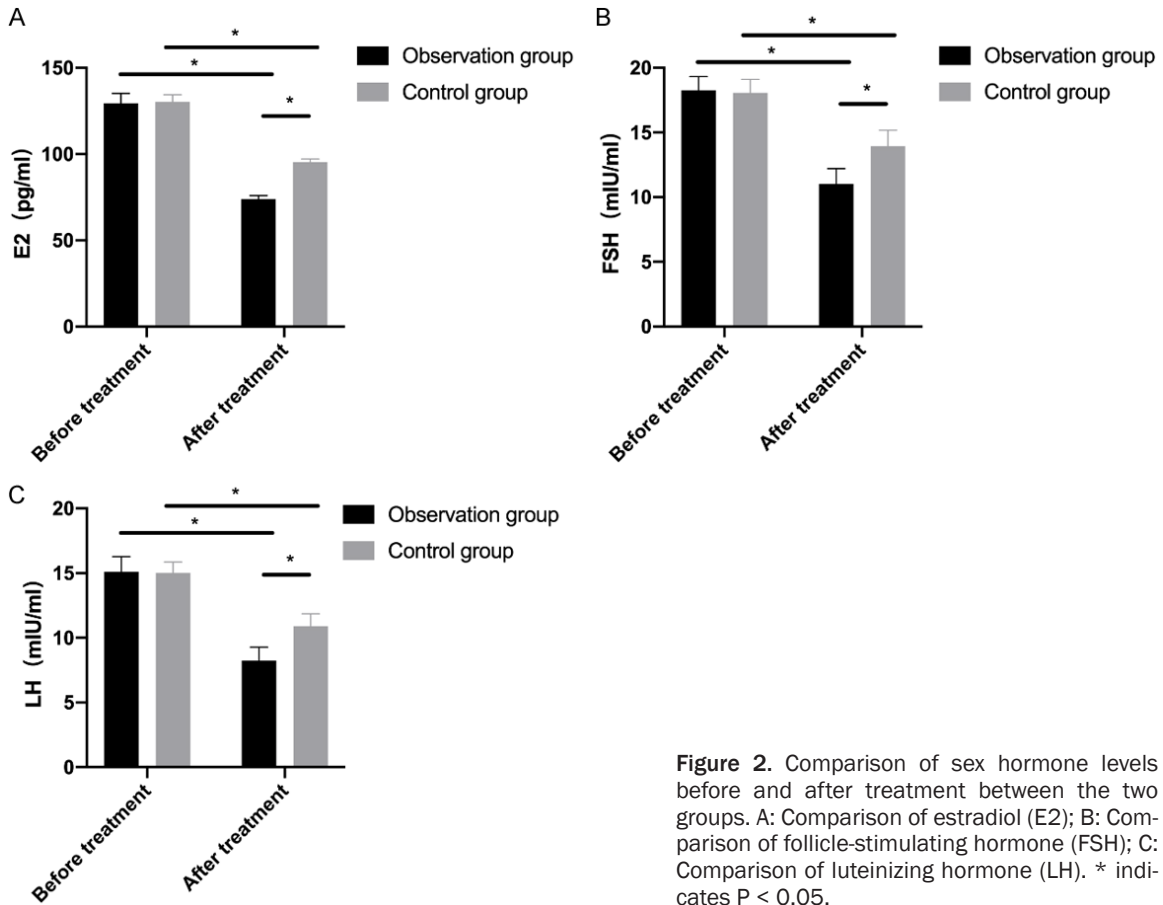 A
*
*
*
Observation group
Control group
150
100
50
0
E2 (pg/ml)
Before treatment
After treatment
B
*
*
*
Observation group
Control group
20
15
10
5
0
FSH (mIU/ml)
Before treatment
After treatment
C
*
*
*
Observation group
Control group
20
15
10
5
0
LH (mIU/ml)
Before treatment
After treatment
Figure 2. Comparison of sex hormone levels
before and after treatment between the two
groups. A: Comparison of estradiol (E2); B: Com-
parison of follicle-stimulating hormone (FSH); C:
Comparison of luteinizing hormone (LH). * indi-
cates P < 0.05.